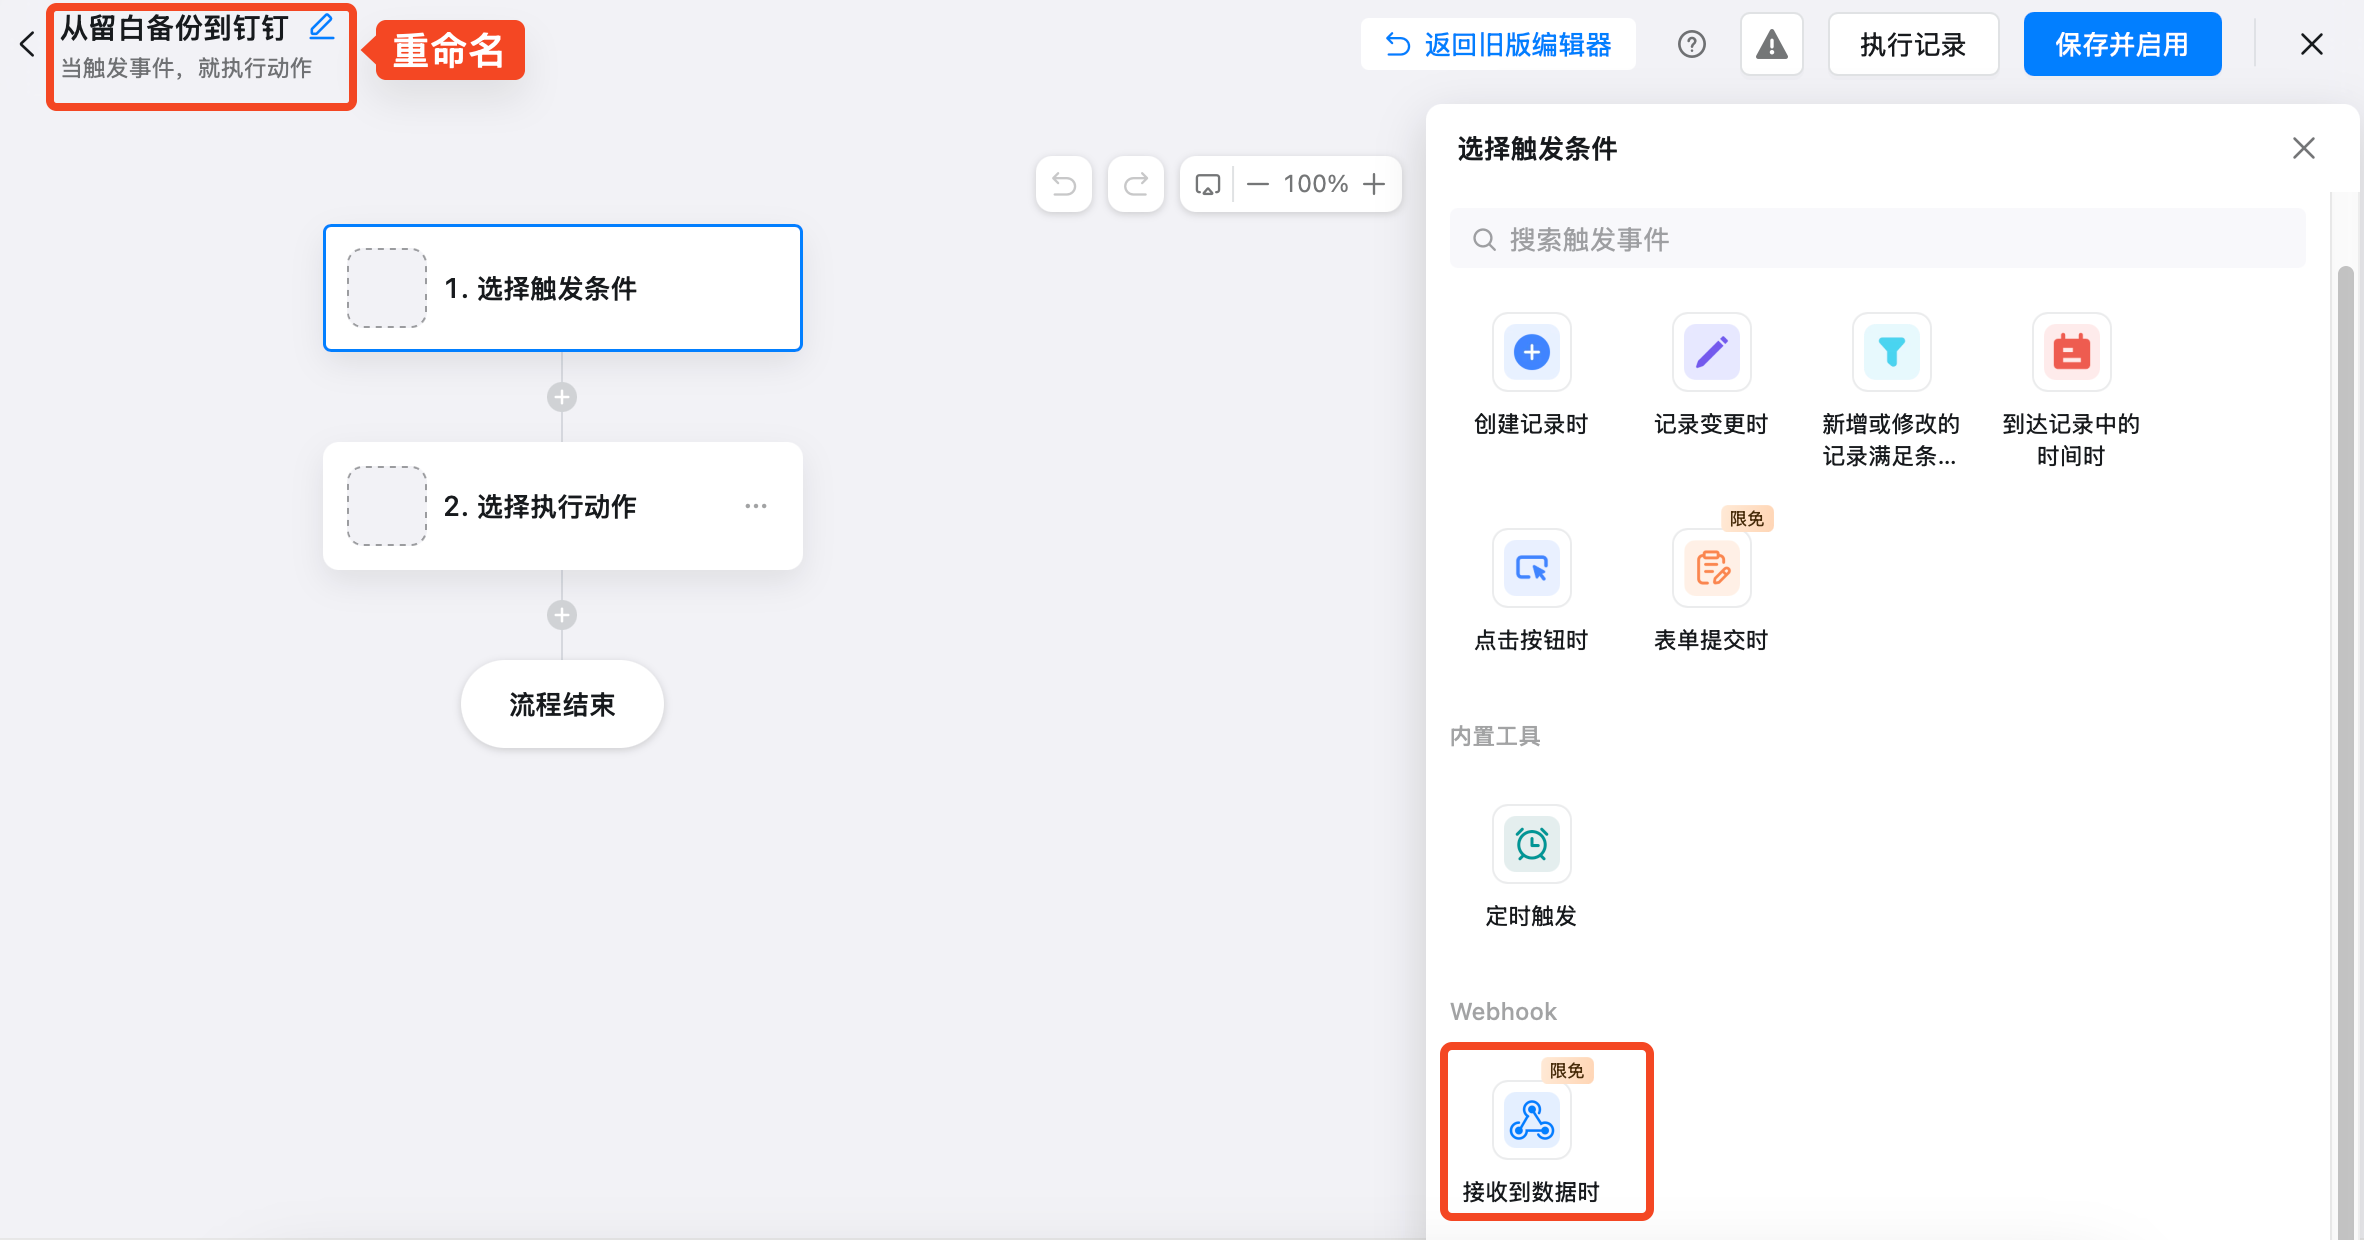 从留白备份到钉钉
当触发事件，就执行动作
重命名
返回旧版编辑器
执行记录
保存并启用
100%
1. 选择触发条件
2. 选择执行动作
流程结束
选择触发条件
搜索触发事件
创建记录时
记录变更时
新增或修改的
记录满足条...
到达记录中的
时间时
点击按钮时
限免
表单提交时
内置工具
定时触发
Webhook
限免
接收到数据时